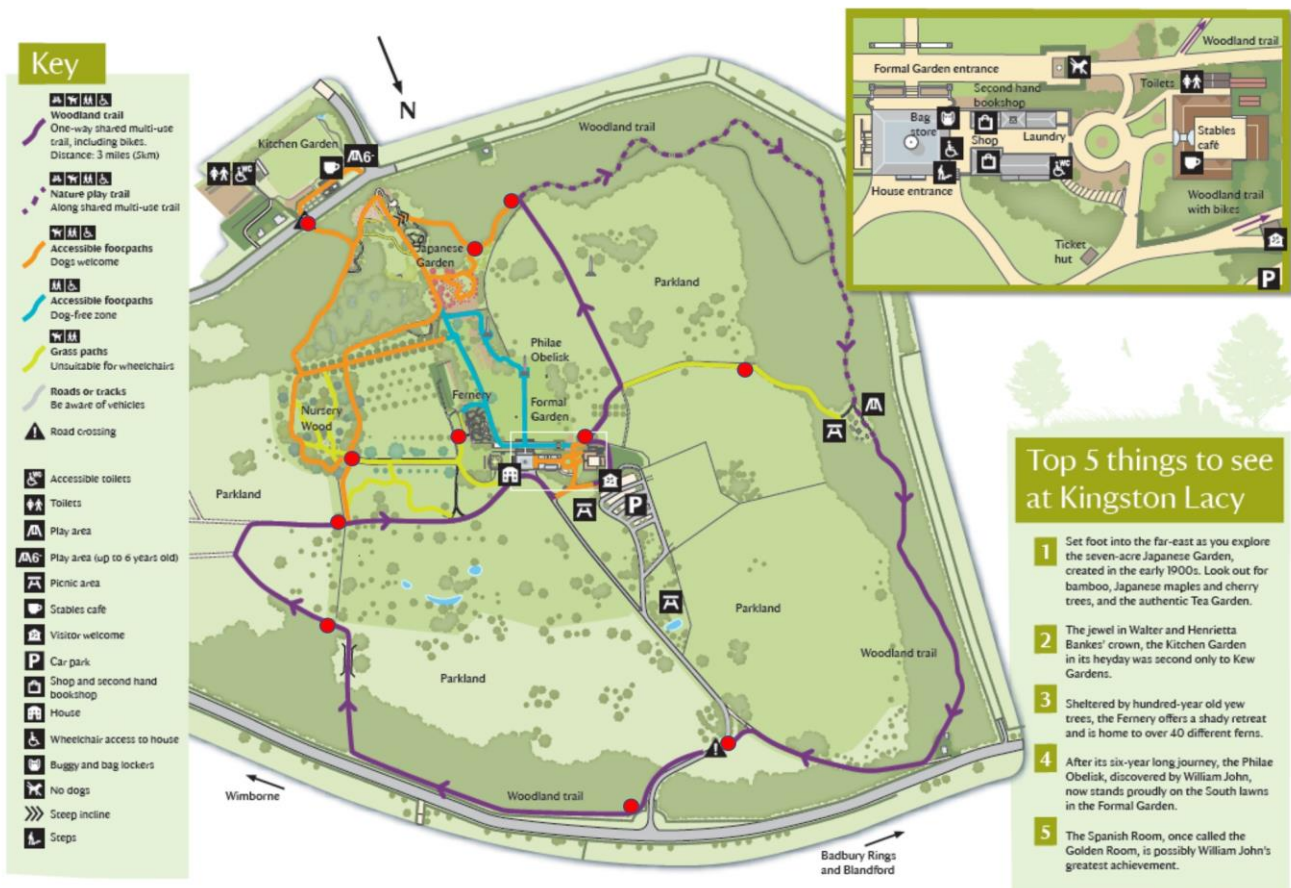 Key
Woodland trail
One-way shared multi-use
trail, including bikes.
Distance: 3 miles (5km)
Nature play trail
Along shared multi-use trail
Accessible footpaths
Dogs welcome
Accessible footpaths
Dog-free zone
Grass paths
Unsuitable for wheelchairs
Roads or tracks
Be aware of vehicles
Road crossing
WC
Accessible toilets
Toilets
Play area
6-
Play area (up to 6 years old)
Picnic area
Stables café
Visitor welcome
P
Car park
Shop and second hand
bookshop
House
Wheelchair access to house
Buggy and bag lockers
No dogs
Steep incline
Steps
N
Kitchen Garden
WC
6-
Woodland trail
Japanese
Garden
Parkland
Philae
Obelisk
Fernery
Formal
Garden
Nursery
Wood
Parkland
P
Parkland
Parkland
Parkland
Woodland trail
Woodland trail
Wimborne
Badbury Rings
and Blandford
Woodland trail
Formal Garden entrance
Toilets
Second hand
bookshop
Bag
store
Shop
Laundry
Stables
café
WC
House entrance
Woodland trail
with bikes
Ticket
hut
P
Top 5 things to see
at Kingston Lacy
1
Set foot into the far-east as you explore
the seven-acre Japanese Garden,
created in the early 1900s. Look out for
bamboo, Japanese maples and cherry
trees, and the authentic Tea Garden.
2
The jewel in Walter and Henrietta
Bankes' crown, the Kitchen Garden
in its heyday was second only to Kew
Gardens.
3
Sheltered by hundred-year old yew
trees, the Fernery offers a shady retreat
and is home to over 40 different ferns.
4
After its six-year long journey, the Philae
Obelisk, discovered by William John,
now stands proudly on the South lawns
in the Formal Garden.
5
The Spanish Room, once called the
Golden Room, is possibly William John's
greatest achievement.